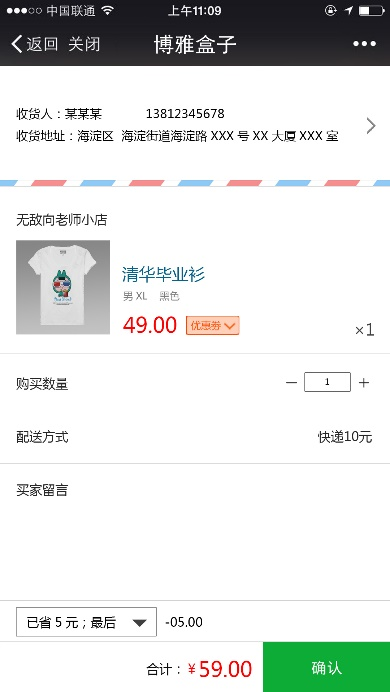 中国联通 上午11:09
返回 关闭 博雅盒子
收货人：某某某 13812345678
收货地址：海淀区 海淀街道海淀路 XXX 号 XX 大厦 XXX 室
无敌向老师小店
清华毕业衫
男 XL 黑色
49.00 优惠券
×1
购买数量 — 1 +
配送方式 快递10元
买家留言
已省 5 元；最后 -05.00
合计：¥59.00 确认